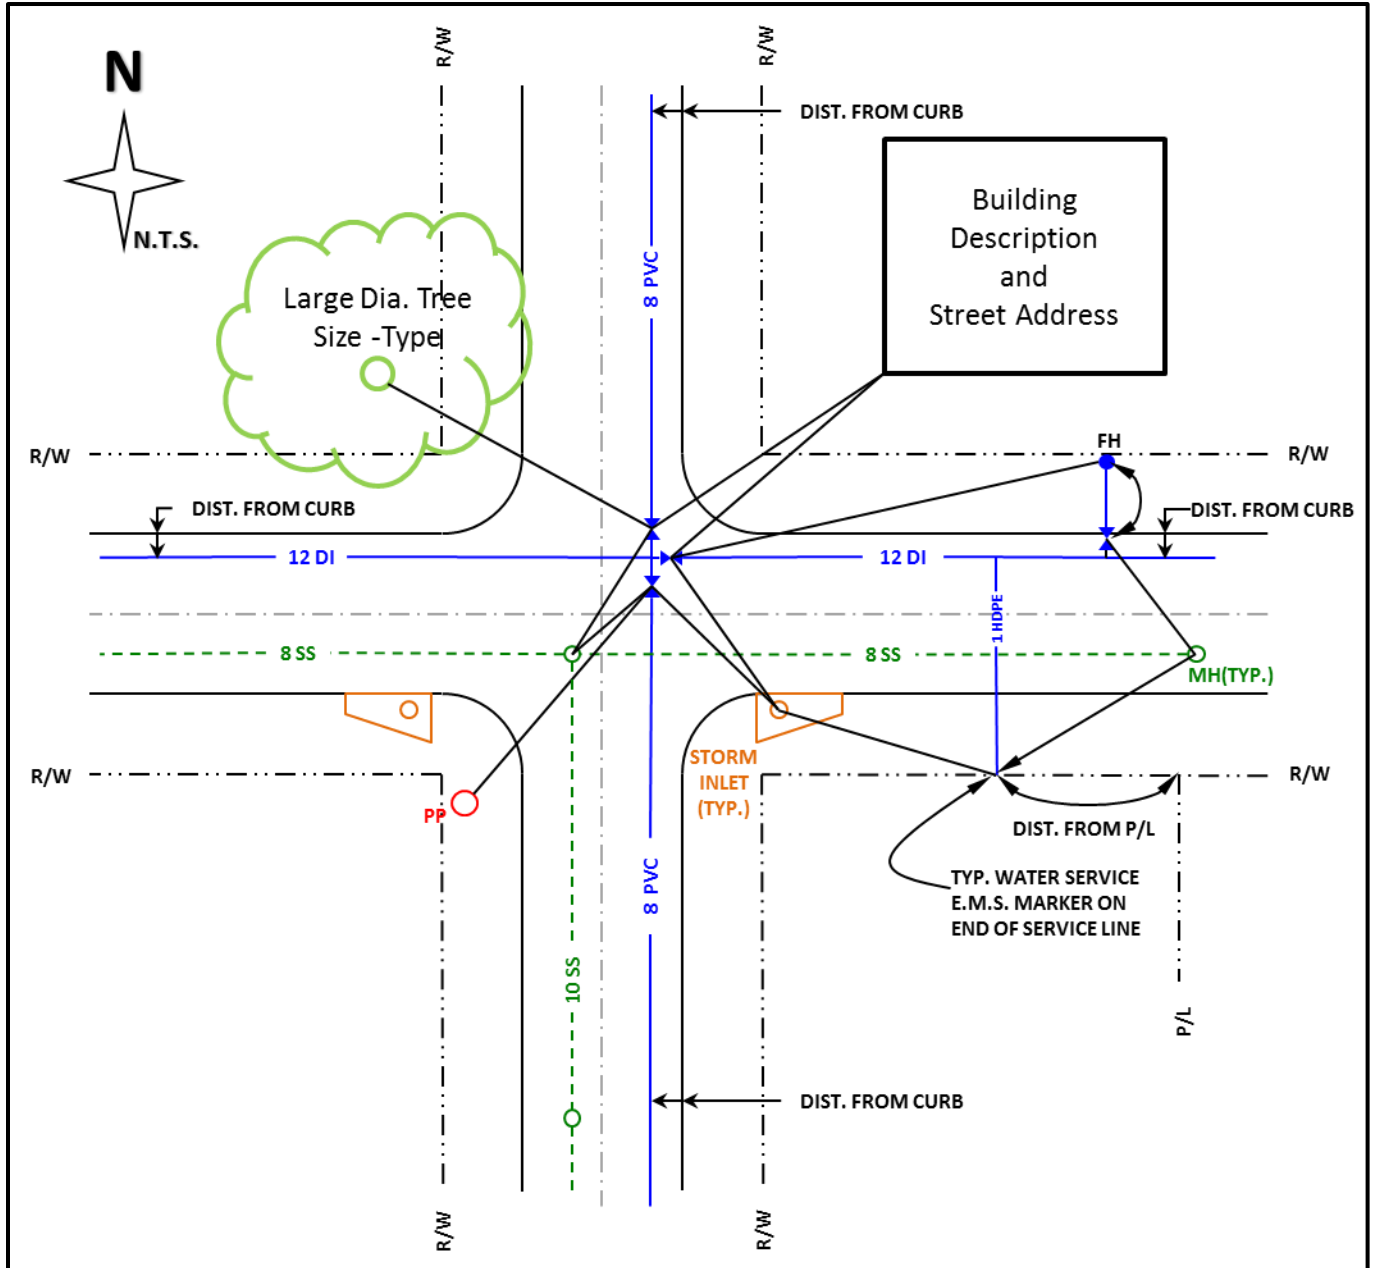 R/W
R/W
N
DIST. FROM CURB
N.T.S.
Building
Description
and
Street Address
8 PVC
Large Dia. Tree
Size -Type
FH
R/W
R/W
DIST. FROM CURB
DIST. FROM CURB
12 DI
12 DI
1 HDPE
8 SS
8 SS
MH(TYP.)
STORM
INLET
(TYP.)
R/W
R/W
PP
DIST. FROM P/L
8 PVC
TYP. WATER SERVICE
E.M.S. MARKER ON
END OF SERVICE LINE
10 SS
P/L
DIST. FROM CURB
R/W
R/W